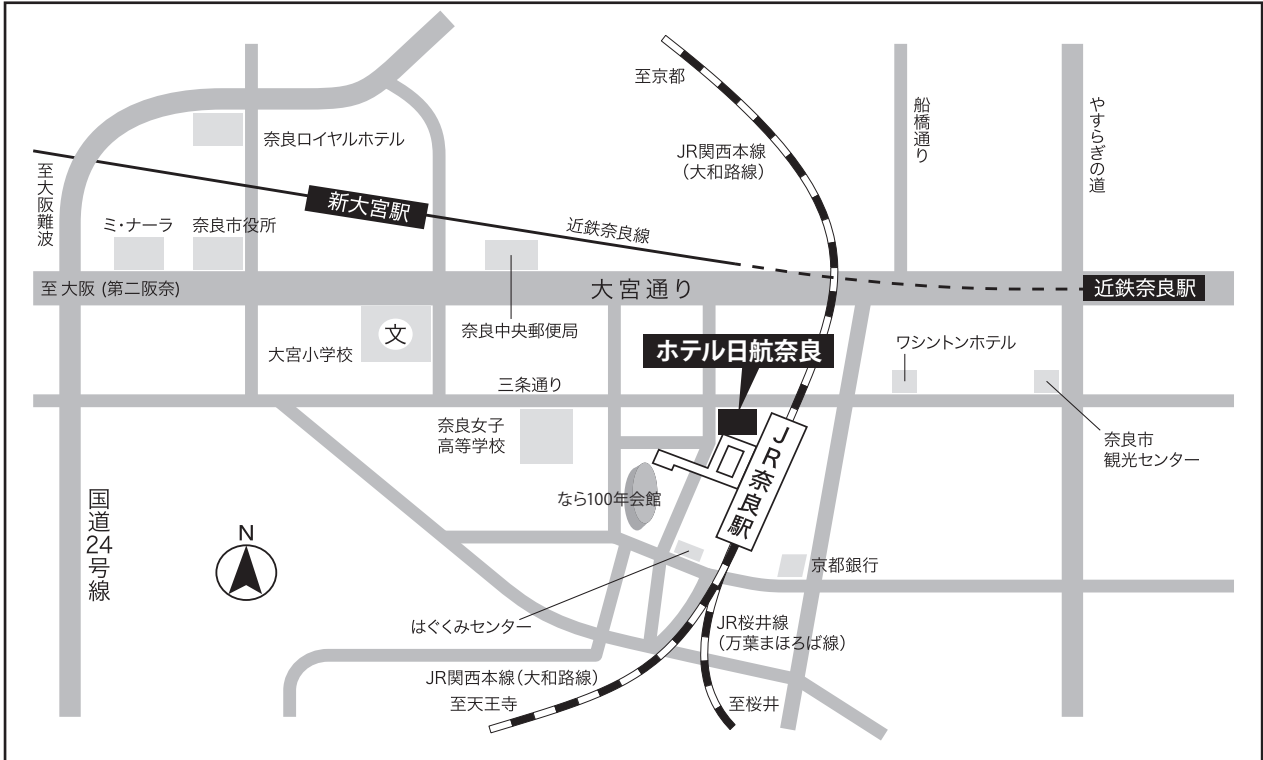 至京都
船橋通り
やすらぎの道
奈良ロイヤルホテル
JR関西本線
(大和路線)
至大阪難波
新大宮駅
ミ・ナーラ
奈良市役所
近鉄奈良線
至 大阪 (第二阪奈)
大宮通り
近鉄奈良駅
文
大宮小学校
奈良中央郵便局
ホテル日航奈良
ワシントンホテル
三条通り
奈良女子
高等学校
JR奈良駅
奈良市
観光センター
なら100年会館
国道24号線
N
京都銀行
はぐくみセンター
JR桜井線
(万葉まほろば線)
JR関西本線(大和路線)
至天王寺
至桜井